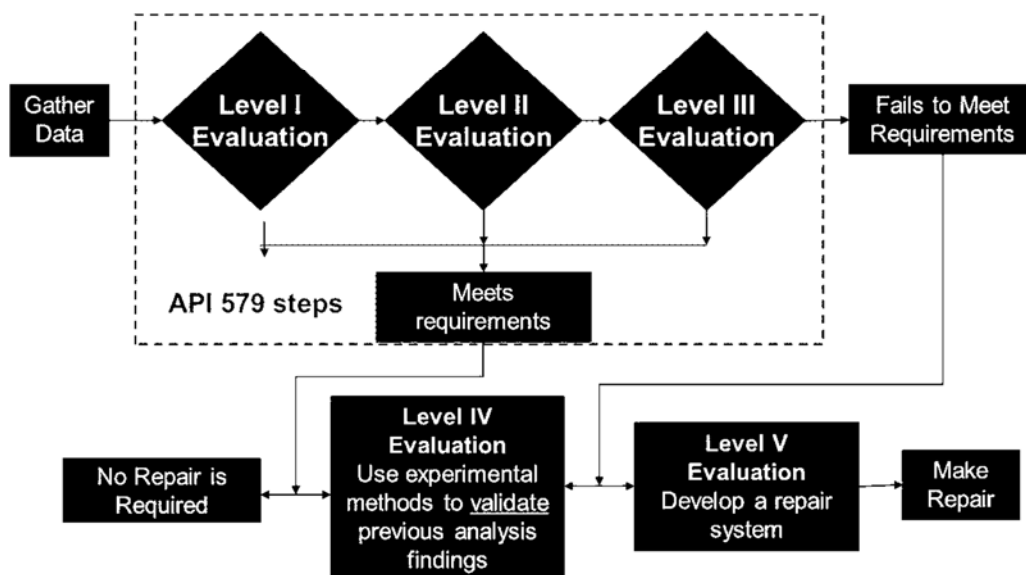 Gather
Data
Level I
Evaluation
Level II
Evaluation
Level III
Evaluation
Fails to Meet
Requirements
API 579 steps
Meets
requirements
No Repair is
Required
Level IV
Evaluation
Use experimental
methods to validate
previous analysis
findings
Level V
Evaluation
Develop a repair
system
Make
Repair